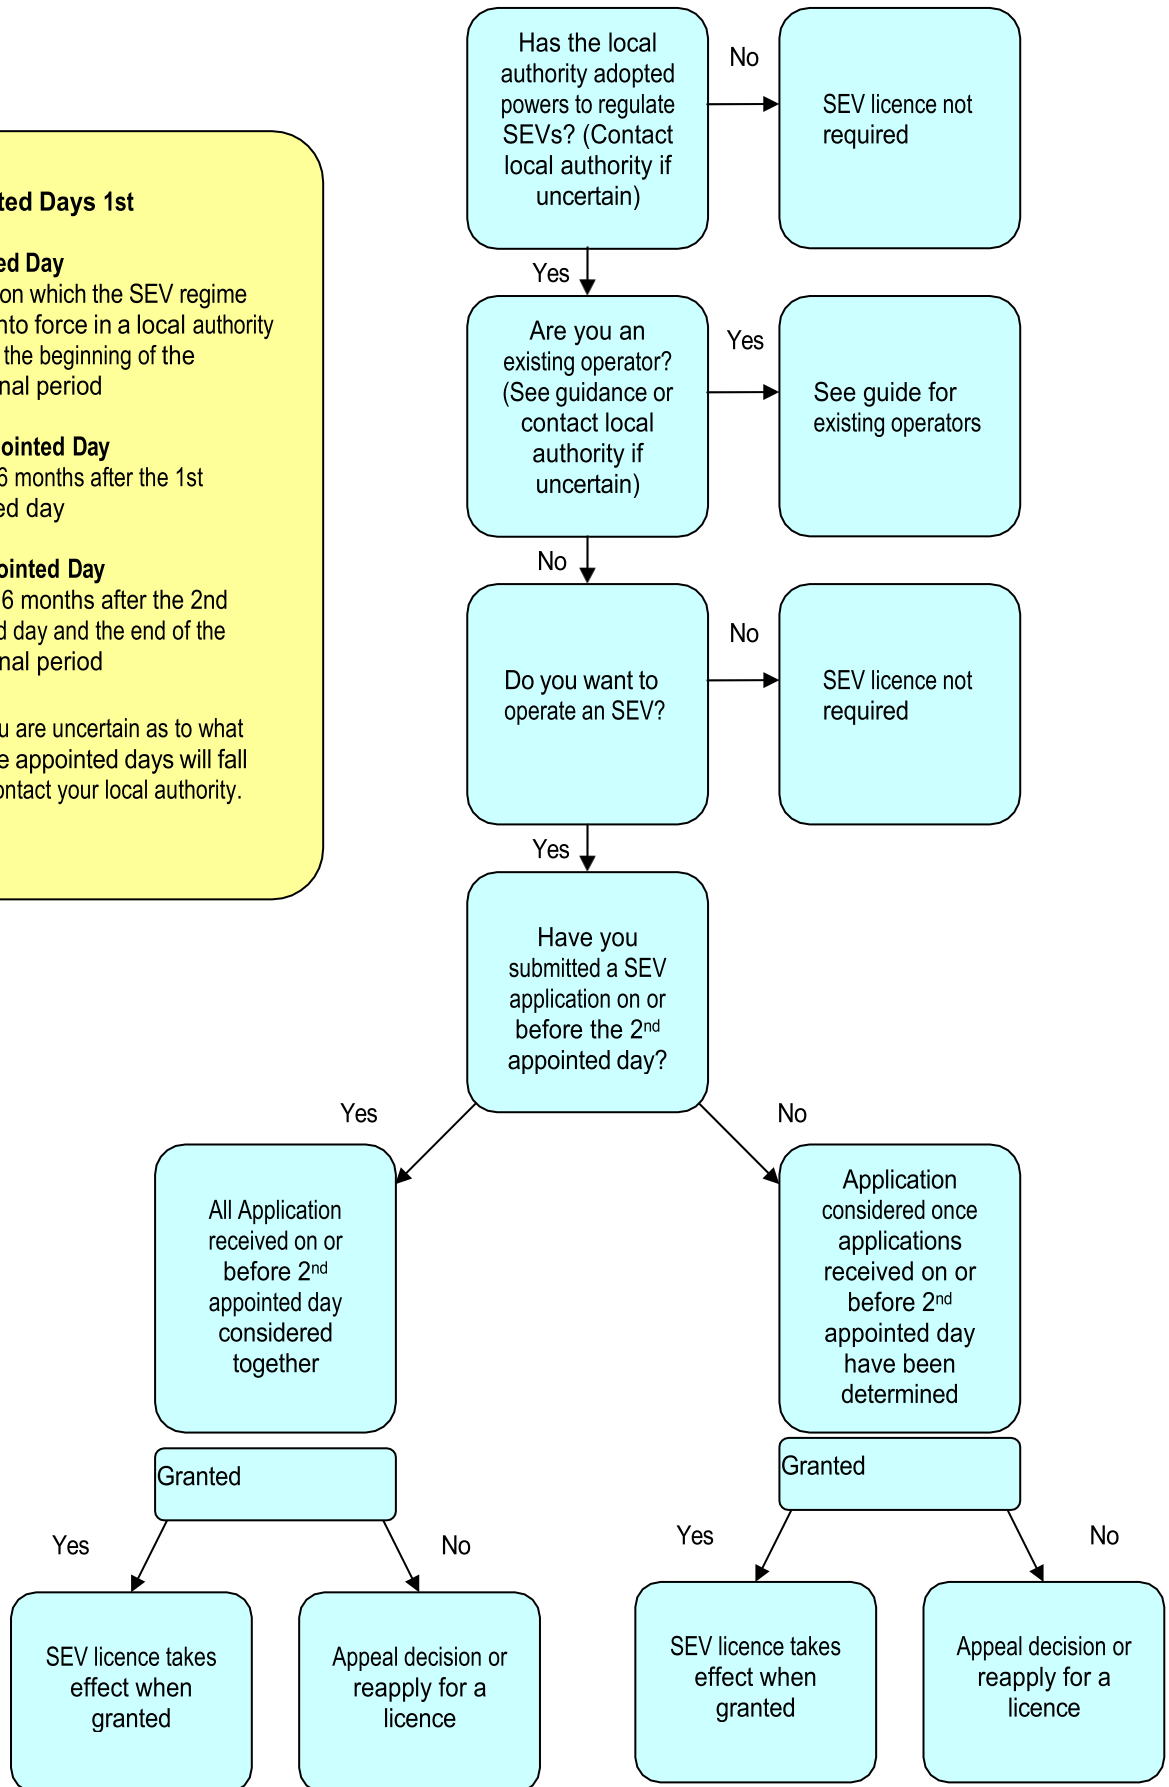 Has the local
authority adopted
powers to regulate
SEVs? (Contact
local authority if
uncertain)
No
SEV licence not
required
Yes
Are you an
existing operator?
(See guidance or
contact local
authority if
uncertain)
Yes
See guide for
existing operators
No
Do you want to
operate an SEV?
No
SEV licence not
required
Yes
Have you
submitted a SEV
application on or
before the 2nd
appointed day?
Yes
No
All Application
received on or
before 2nd
appointed day
considered
together
Application
considered once
applications
received on or
before 2nd
appointed day
have been
determined
Granted
Granted
Yes
No
Yes
No
SEV licence takes
effect when
granted
Appeal decision or
reapply for a
licence
SEV licence takes
effect when
granted
Appeal decision or
reapply for a
licence
Days 1st
Day
on which the SEV regime
force in a local authority
the beginning of the
period
Day
6 months after the 1st
day
Day
6 months after the 2nd
day and the end of the
period
are uncertain as to what
appointed days will fall
your local authority.